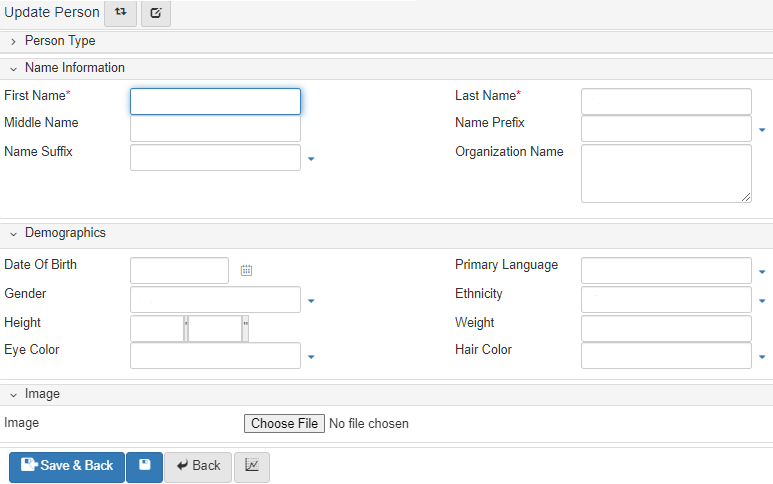 Update Person
Person Type
Name Information
First Name* Last Name*
Middle Name Name Prefix
Name Suffix Organization Name
Demographics
Date Of Birth Primary Language
Gender Ethnicity
Height ' " Weight
Eye Color Hair Color
Image
Image Choose File No file chosen
Save & Back Back